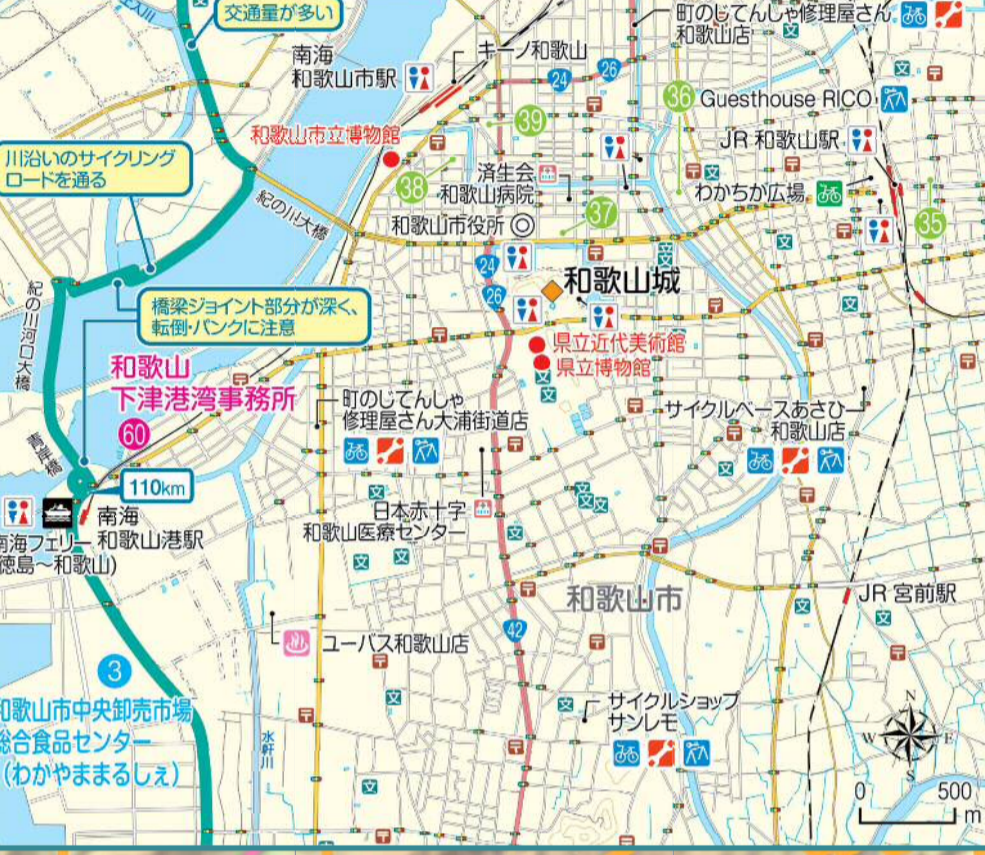 交通量が多い
町のじてんしゃ修理屋さん
和歌山店
南海
和歌山市駅
キーノ和歌山
24
26
39
36
Guesthouse RICO
和歌山市立博物館
JR 和歌山駅
川沿いのサイクリング
ロードを通る
38
済生会
和歌山病院
わかちか広場
35
37
紀の川大橋
和歌山市役所
24
26
和歌山城
紀の川河口大橋
橋梁ジョイント部分が深く、
転倒・パンクに注意
県立近代美術館
県立博物館
和歌山
下津港湾事務所
60
町のじてんしゃ
修理屋さん大浦街道店
サイクルベースあさひ
和歌山店
青岸橋
110km
南海
和歌山港駅
南海フェリー
徳島~和歌山)
日本赤十字
和歌山医療センター
和歌山市
JR 宮前駅
42
ユーバス和歌山店
3
和歌山市中央卸売市場
総合食品センター
(わかやままるしぇ)
サイクルショップ
サンレモ
水軒川
N
W
E
S
0
500
m